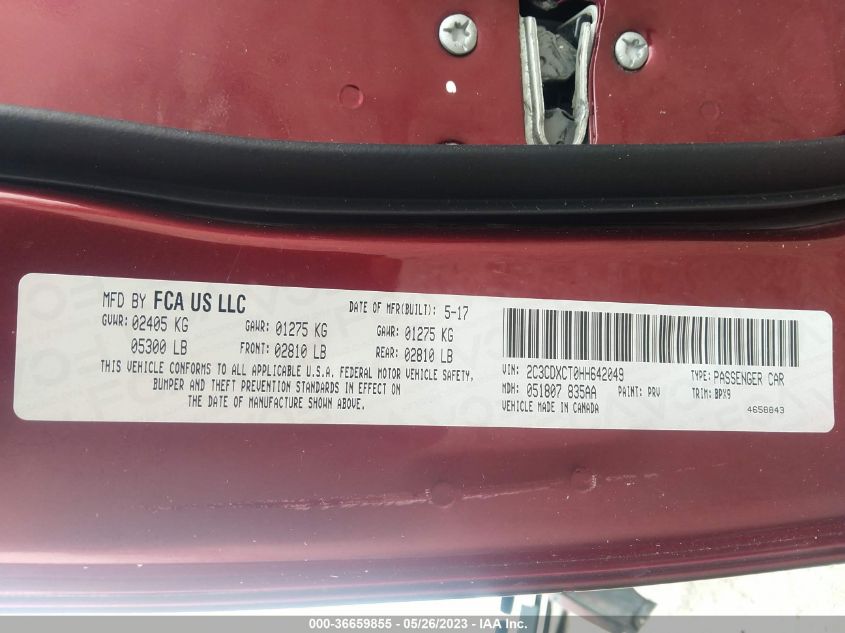 MFD BY FCA US LLC
DATE OF MFR(BUILT): 5-17
GVWR: 02405 KG
GAWR: 01275 KG
GAWR: 01275 KG
05300 LB
FRONT: 02810 LB
REAR: 02810 LB
THIS VEHICLE CONFORMS TO ALL APPLICABLE U.S.A. FEDERAL MOTOR VEHICLE SAFETY,
BUMPER AND THEFT PREVENTION STANDARDS IN EFFECT ON
THE DATE OF MANUFACTURE SHOWN ABOVE.
VIN: 2C3CDXCT0HH642049
TYPE: PASSENGER CAR
MDH: 051807 835AA
PAINT: PRV
TRIM: BPX9
VEHICLE MADE IN CANADA
4658843
000-36659855 - 05/26/2023 - IAA Inc.